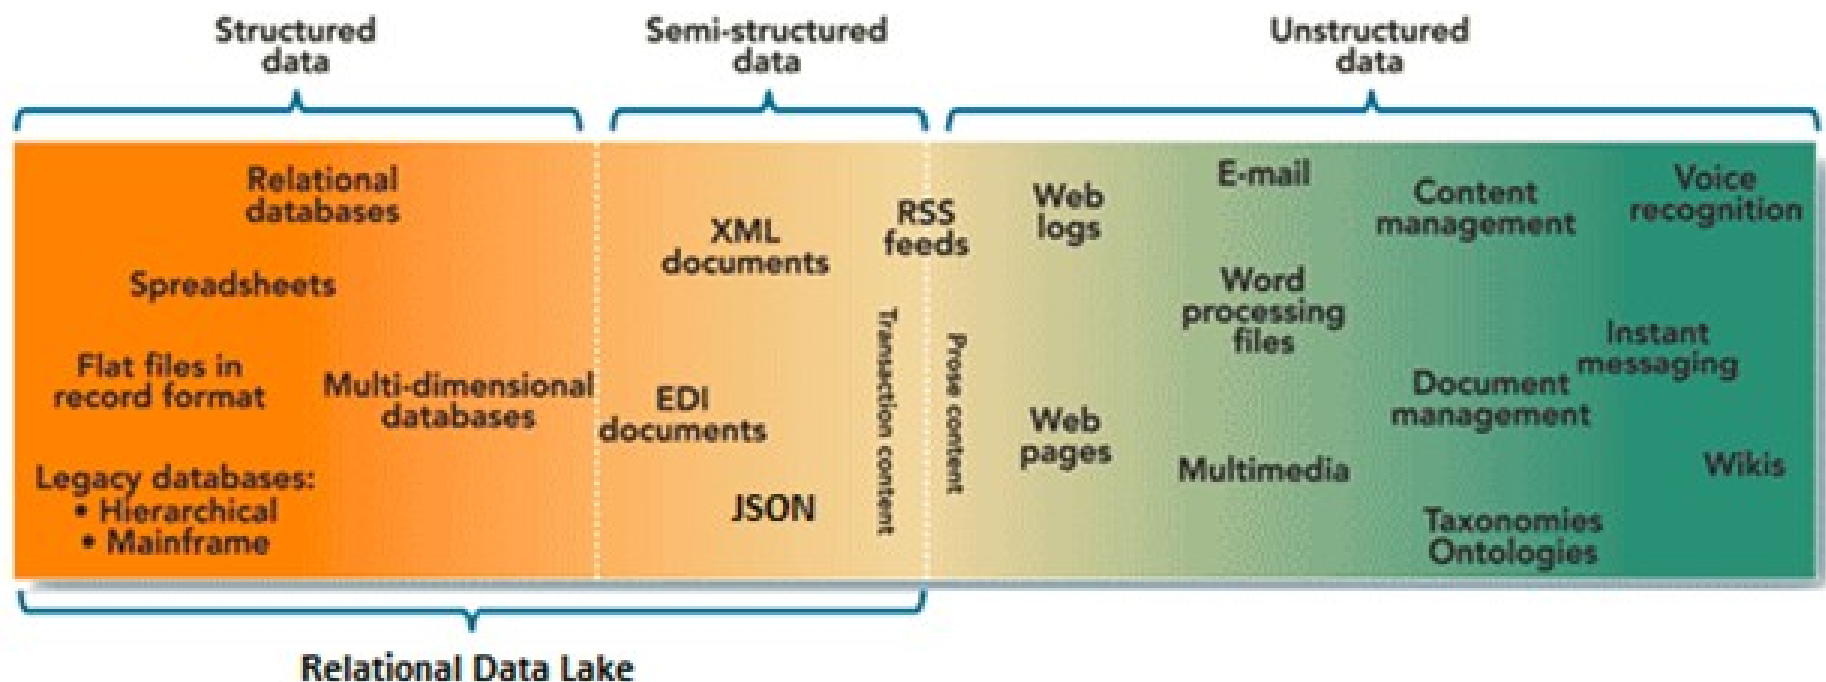 Structured
data
Semi-structured
data
Unstructured
data
Relational
databases
Spreadsheets
Flat files in
record format
Multi-dimensional
databases
Legacy databases:
• Hierarchical
• Mainframe
XML
documents
RSS
feeds
EDI
documents
JSON
Transaction content
Prose content
Web
logs
Web
pages
E-mail
Word
processing
files
Multimedia
Content
management
Document
management
Taxonomies
Ontologies
Voice
recognition
Instant
messaging
Wikis
Relational Data Lake